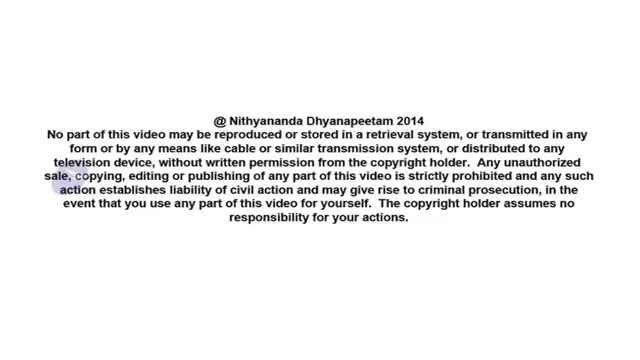 @ Nithyananda Dhyanapeetam 2014
No part of this video may be reproduced or stored in a retrieval system, or transmitted in any
form or by any means like cable or similar transmission system, or distributed to any
television device, without written permission from the copyright holder. Any unauthorized
sale, copying, editing or publishing of any part of this video is strictly prohibited and any such
action establishes liability of civil action and may give rise to criminal prosecution, in the
event that you use any part of this video for yourself. The copyright holder assumes no
responsibility for your actions.